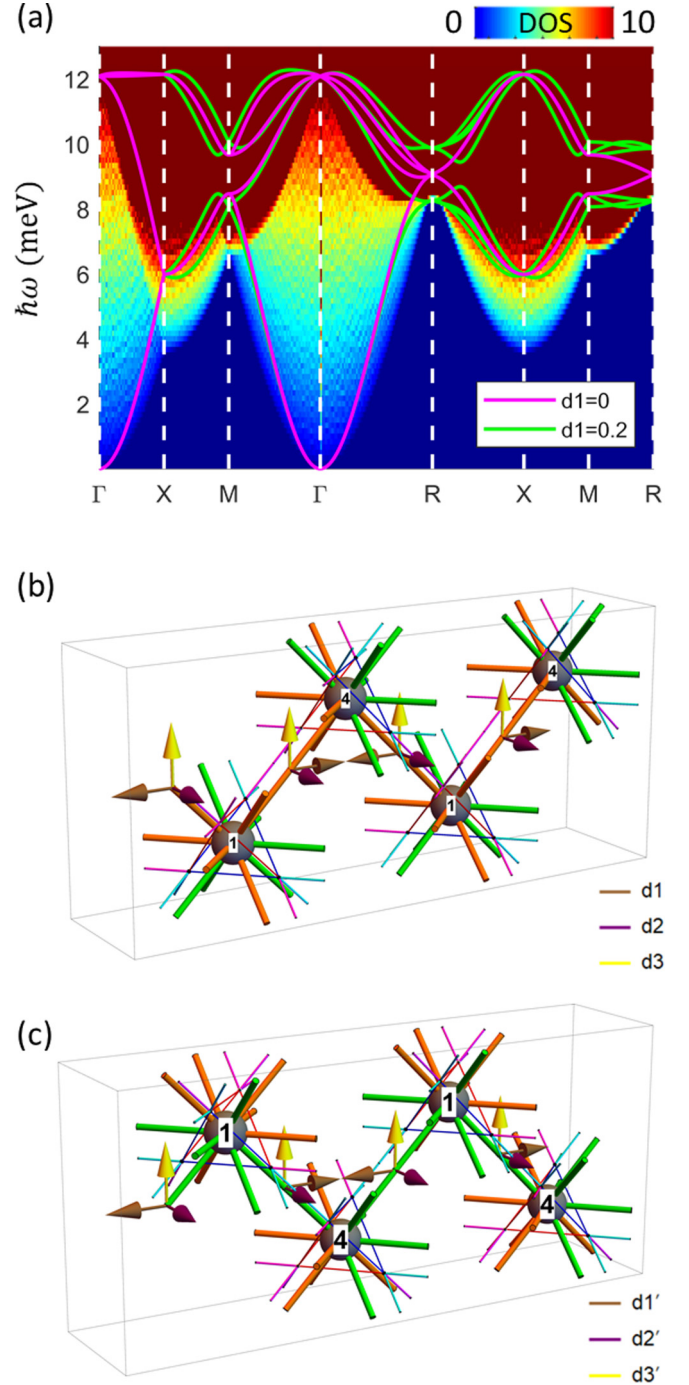 (a)
0 DOS 10
12
10
8
6
4
2
ħω (meV)
d1=0
d1=0.2
Γ X M Γ R X M R
(b)
4
4
1
1
d1
d2
d3
(c)
1
1
4
4
d1′
d2′
d3′